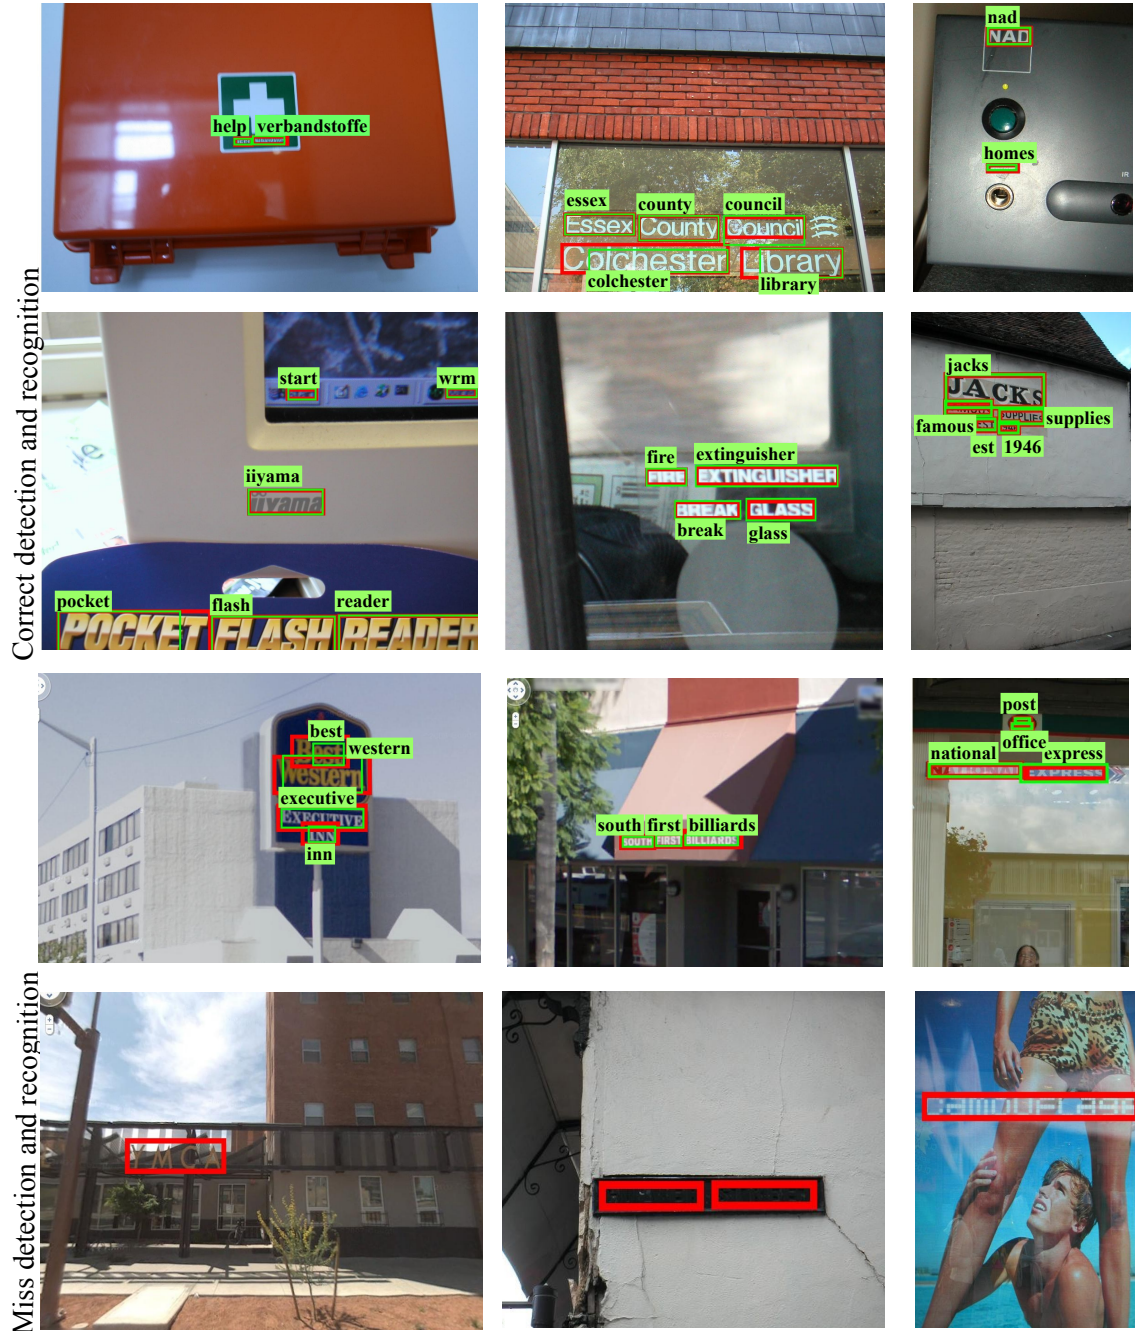 Correct detection and recognition
help verbandstoffe
essex county council
Essex County Council
Colchester Library
colchester library
nad
NAD
homes
start wrm
iiyama
iiyama
pocket flash reader
POCKET FLASH READER
fire extinguisher
FIRE EXTINGUISHER
BREAK GLASS
break glass
jacks
JACKS
SUPPLIES
famous supplies
est 1946
best
Best
western
Western
executive
EXECUTIVE
INN
inn
south first billiards
SOUTH FIRST BILLIARDS
post
office
national express
NATIONAL EXPRESS
Miss detection and recognition
YMCA